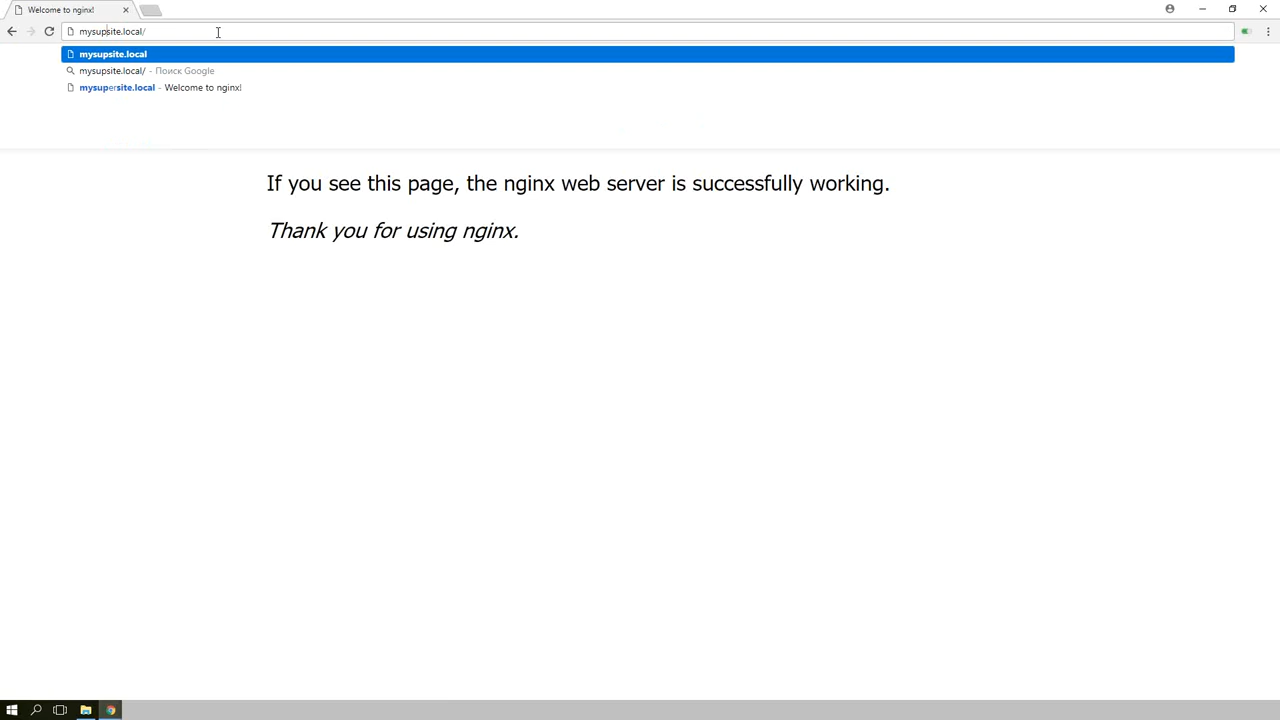 Welcome to nginx!
mysupsite.local/
mysupsite.local
mysupsite.local/ - Поиск Google
mysupersite.local - Welcome to nginx!
If you see this page, the nginx web server is successfully working.
Thank you for using nginx.